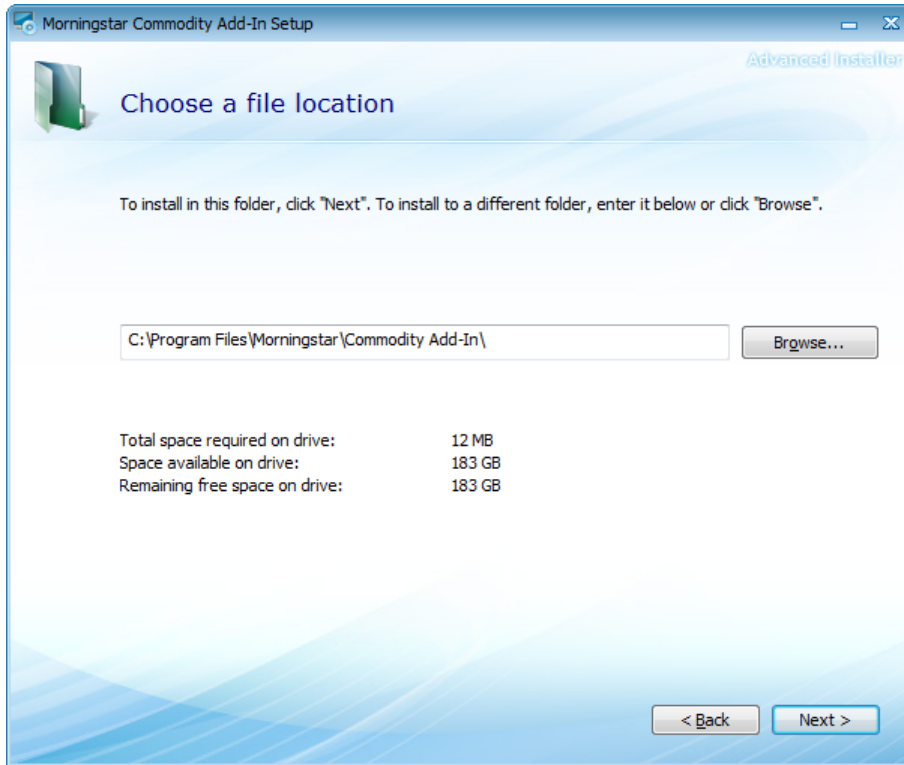 Morningstar Commodity Add-In Setup
Advanced Installer
Choose a file location
To install in this folder, click "Next". To install to a different folder, enter it below or click "Browse".
C:\Program Files\Morningstar\Commodity Add-In\
Browse...
Total space required on drive: 12 MB
Space available on drive: 183 GB
Remaining free space on drive: 183 GB
< Back Next >